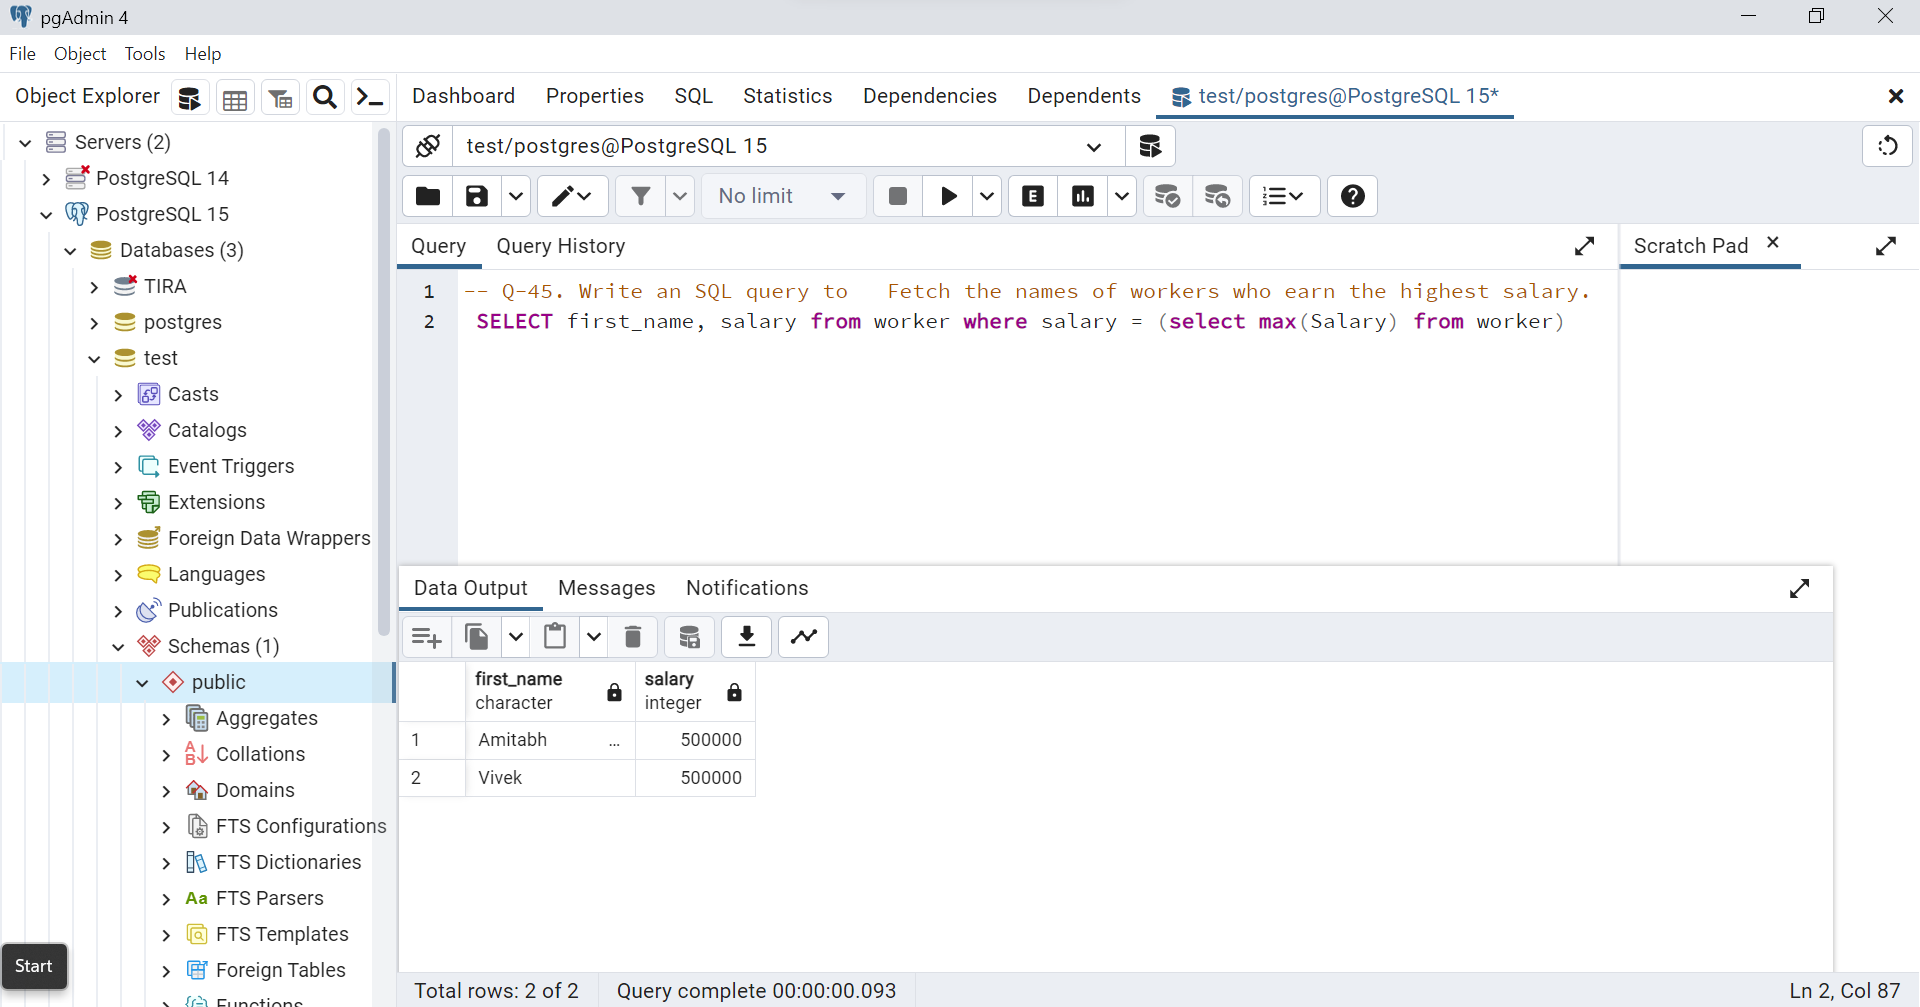 pgAdmin 4
File Object Tools Help
Object Explorer
Dashboard Properties SQL Statistics Dependencies Dependents test/postgres@PostgreSQL 15*
Servers (2)
PostgreSQL 14
PostgreSQL 15
Databases (3)
TIRA
postgres
test
Casts
Catalogs
Event Triggers
Extensions
Foreign Data Wrappers
Languages
Publications
Schemas (1)
public
Aggregates
Collations
Domains
FTS Configurations
FTS Dictionaries
Aa FTS Parsers
FTS Templates
Foreign Tables
Functions
Start
test/postgres@PostgreSQL 15
No limit
E
Query Query History
Scratch Pad
1 -- Q-45. Write an SQL query to   Fetch the names of workers who earn the highest salary.
2 SELECT first_name, salary from worker where salary = (select max(Salary) from worker)
Data Output Messages Notifications
first_name salary
character integer
1 Amitabh ... 500000
2 Vivek 500000
Total rows: 2 of 2 Query complete 00:00:00.093 Ln 2, Col 87